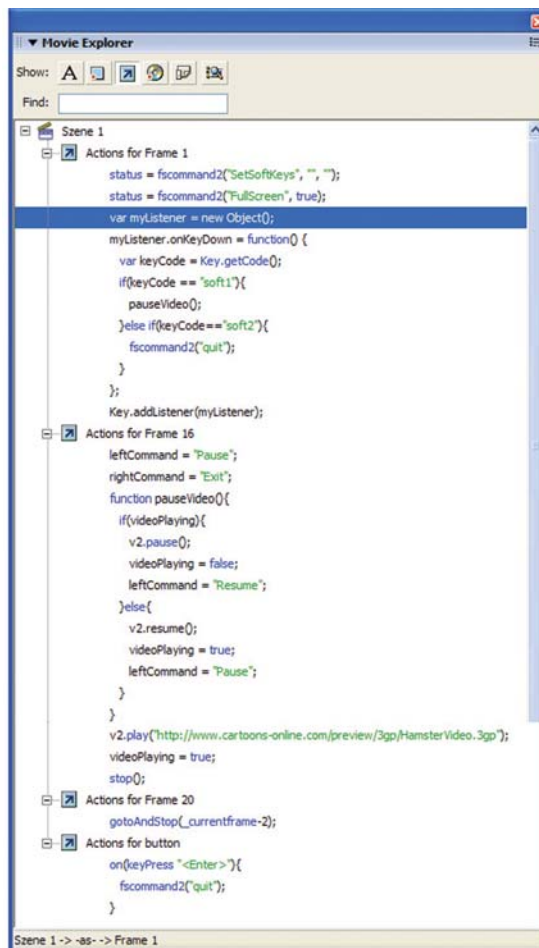 Movie Explorer
Show: A
Find:
Szene 1
Actions for Frame 1
status = fscommand2("SetSoftKeys", "", "");
status = fscommand2("FullScreen", true);
var myListener = new Object();
myListener.onKeyDown = function() {
var keyCode = Key.getCode();
if(keyCode == "soft1"){
pauseVideo();
}else if(keyCode=="soft2"){
fscommand2("quit");
}
};
Key.addListener(myListener);
Actions for Frame 16
leftCommand = "Pause";
rightCommand = "Exit";
function pauseVideo(){
if(videoPlaying){
v2.pause();
videoPlaying = false;
leftCommand = "Resume";
}else{
v2.resume();
videoPlaying = true;
leftCommand = "Pause";
}
}
v2.play("http://www.cartoons-online.com/preview/3gp/HamsterVideo.3gp");
videoPlaying = true;
stop();
Actions for Frame 20
gotoAndStop(_currentframe-2);
Actions for button
on(keyPress "<Enter>"){
fscommand2("quit");
}
Szene 1 -> -as- -> Frame 1